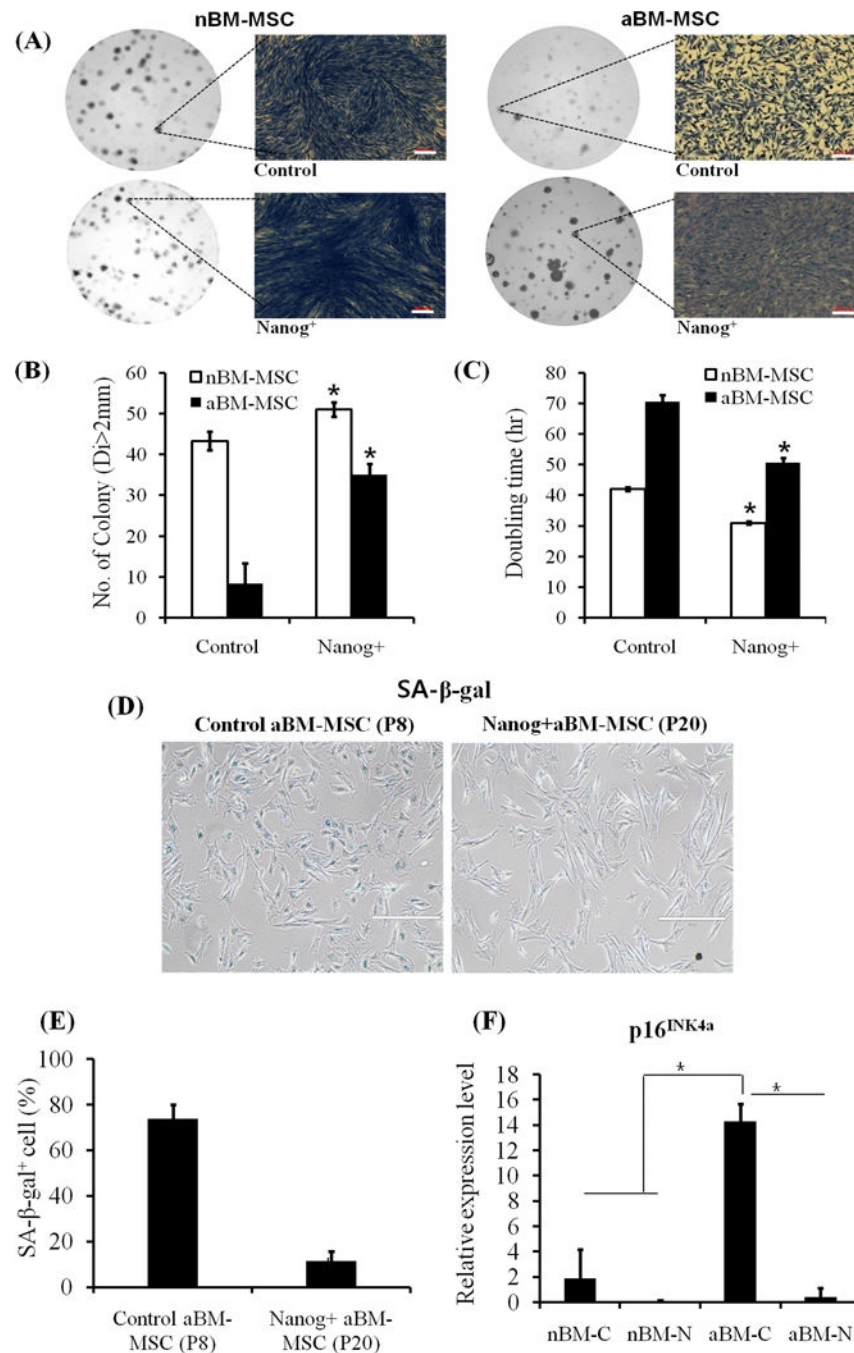 nBM-MSC
aBM-MSC
(A)
Control
Control
Nanog⁺
Nanog⁺
(B)
nBM-MSC
aBM-MSC
No. of Colony (Di>2mm)
60
50
40
30
20
10
0
*
*
Control
Nanog+
(C)
nBM-MSC
aBM-MSC
Doubling time (hr)
80
70
60
50
40
30
20
10
0
*
*
Control
Nanog+
SA-β-gal
(D)
Control aBM-MSC (P8)
Nanog+aBM-MSC (P20)
(E)
SA-β-gal⁺ cell (%)
100
80
60
40
20
0
Control aBM-
MSC (P8)
Nanog+ aBM-
MSC (P20)
(F)
p16ᴵᴺᴷ⁴ᵃ
Relative expression level
18
16
14
12
10
8
6
4
2
0
*
*
nBM-C
nBM-N
aBM-C
aBM-N